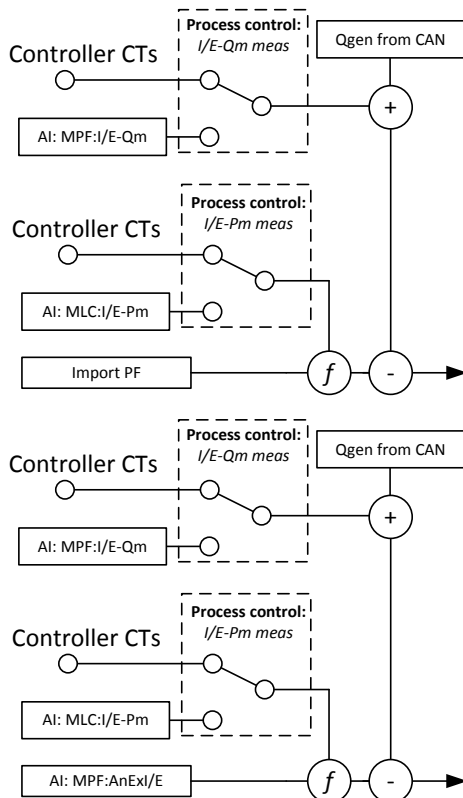 Process control:
I/E-Qm meas
Qgen from CAN
Controller CTs
+
AI: MPF:I/E-Qm
Process control:
I/E-Pm meas
Controller CTs
AI: MLC:I/E-Pm
Import PF
f
-
Process control:
I/E-Qm meas
Qgen from CAN
Controller CTs
+
AI: MPF:I/E-Qm
Process control:
I/E-Pm meas
Controller CTs
AI: MLC:I/E-Pm
AI: MPF:AnExI/E
f
-